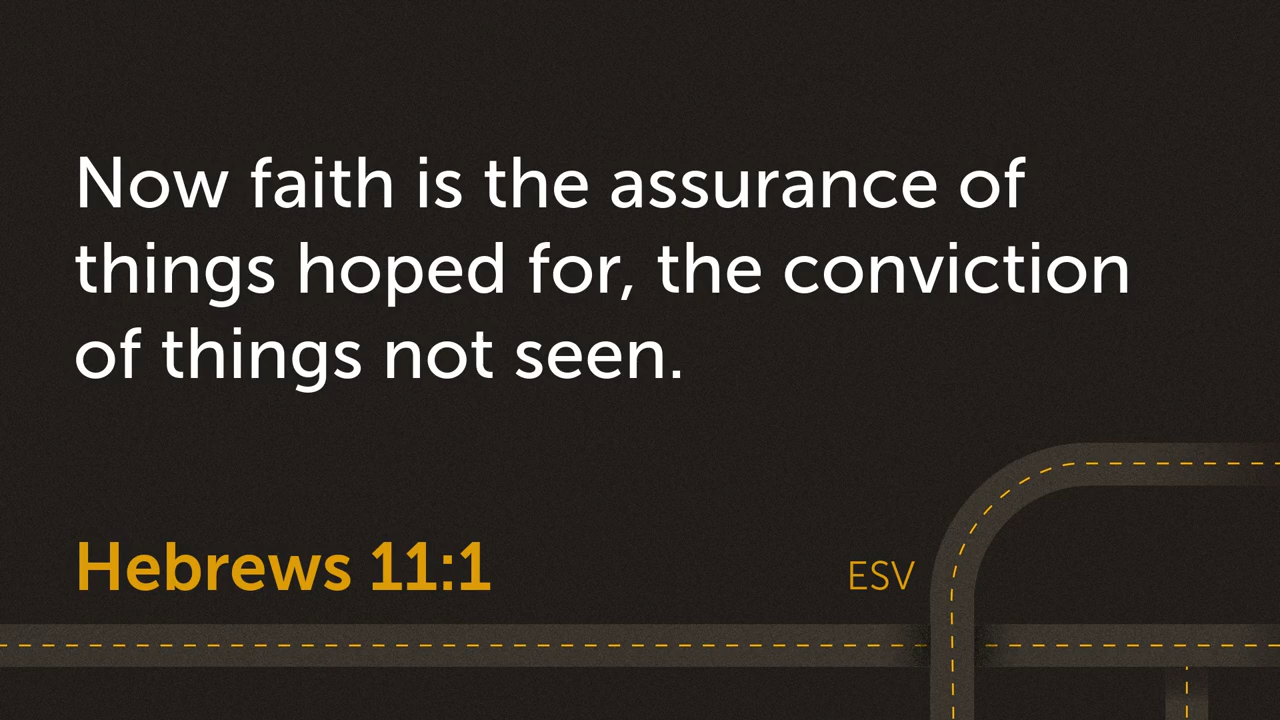 Now faith is the assurance of
things hoped for, the conviction
of things not seen.
Hebrews 11:1
ESV